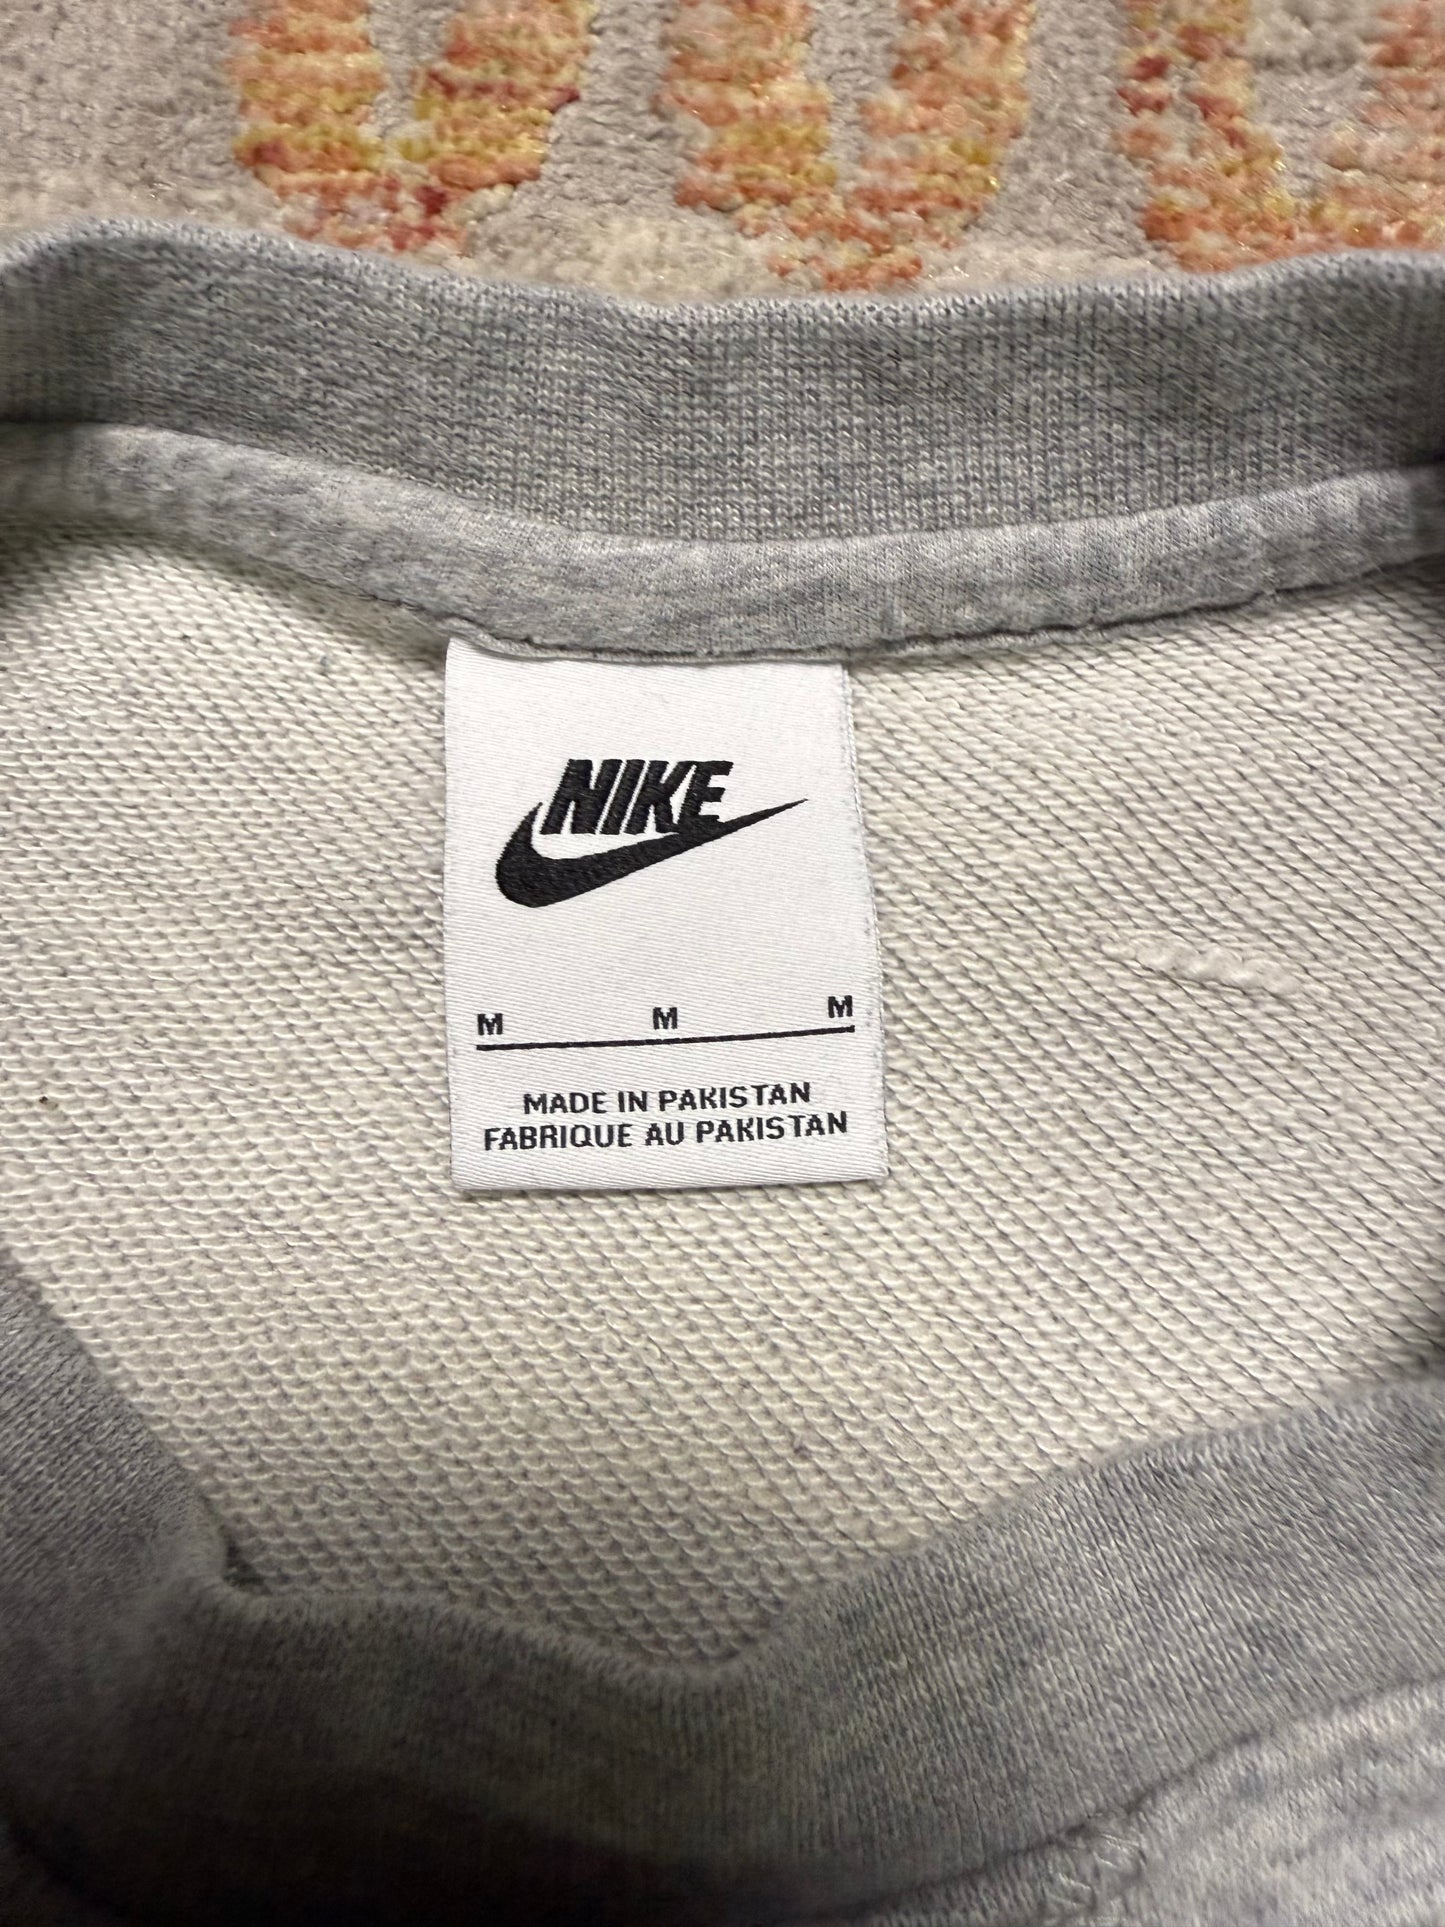 NIKE
M M M
MADE IN PAKISTAN
FABRIQUE AU PAKISTAN